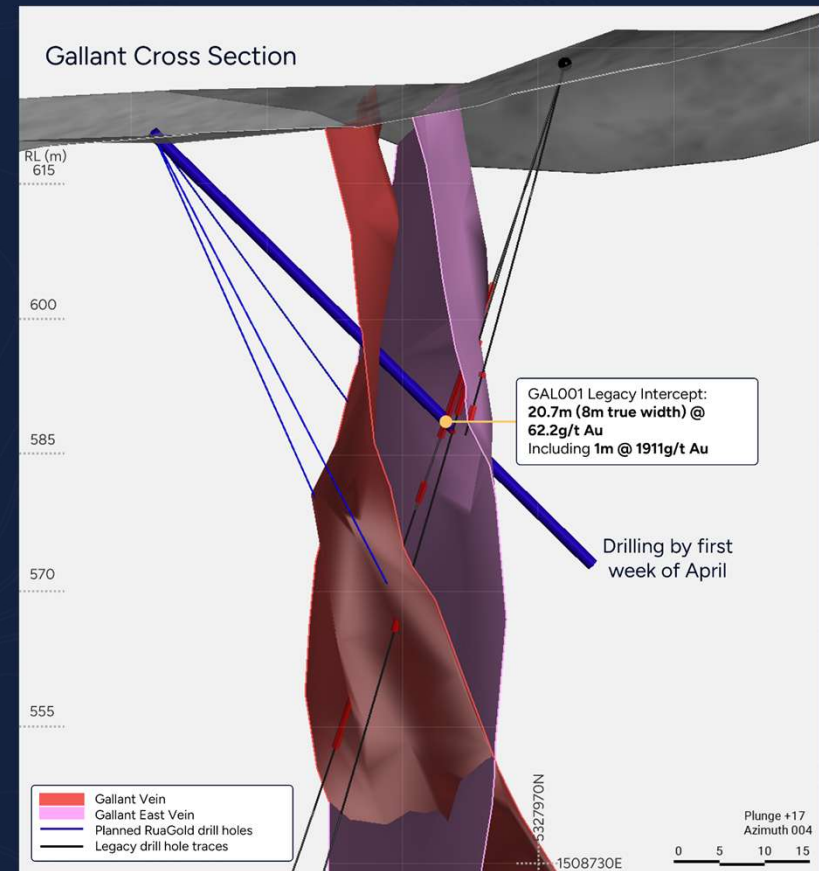 Gallant Cross Section
RL (m)
615
600
585
570
555
GAL001 Legacy Intercept:
20.7m (8m true width) @
62.2g/t Au
Including 1m @ 1911g/t Au
Drilling by first
week of April
Gallant Vein
Gallant East Vein
Planned RuaGold drill holes
Legacy drill hole traces
5327970N
1508730E
Plunge +17
Azimuth 004
0 5 10 15